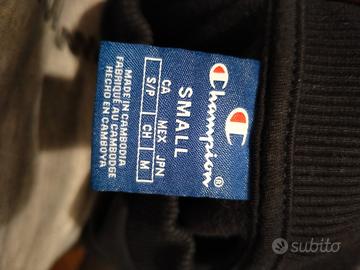 Champion
®
SMALL
CA MEX JPN
S/P CH M
MADE IN CAMBODIA
FABRIQUÉ AU CAMBODGE
HECHO EN CAMBOYA
subito